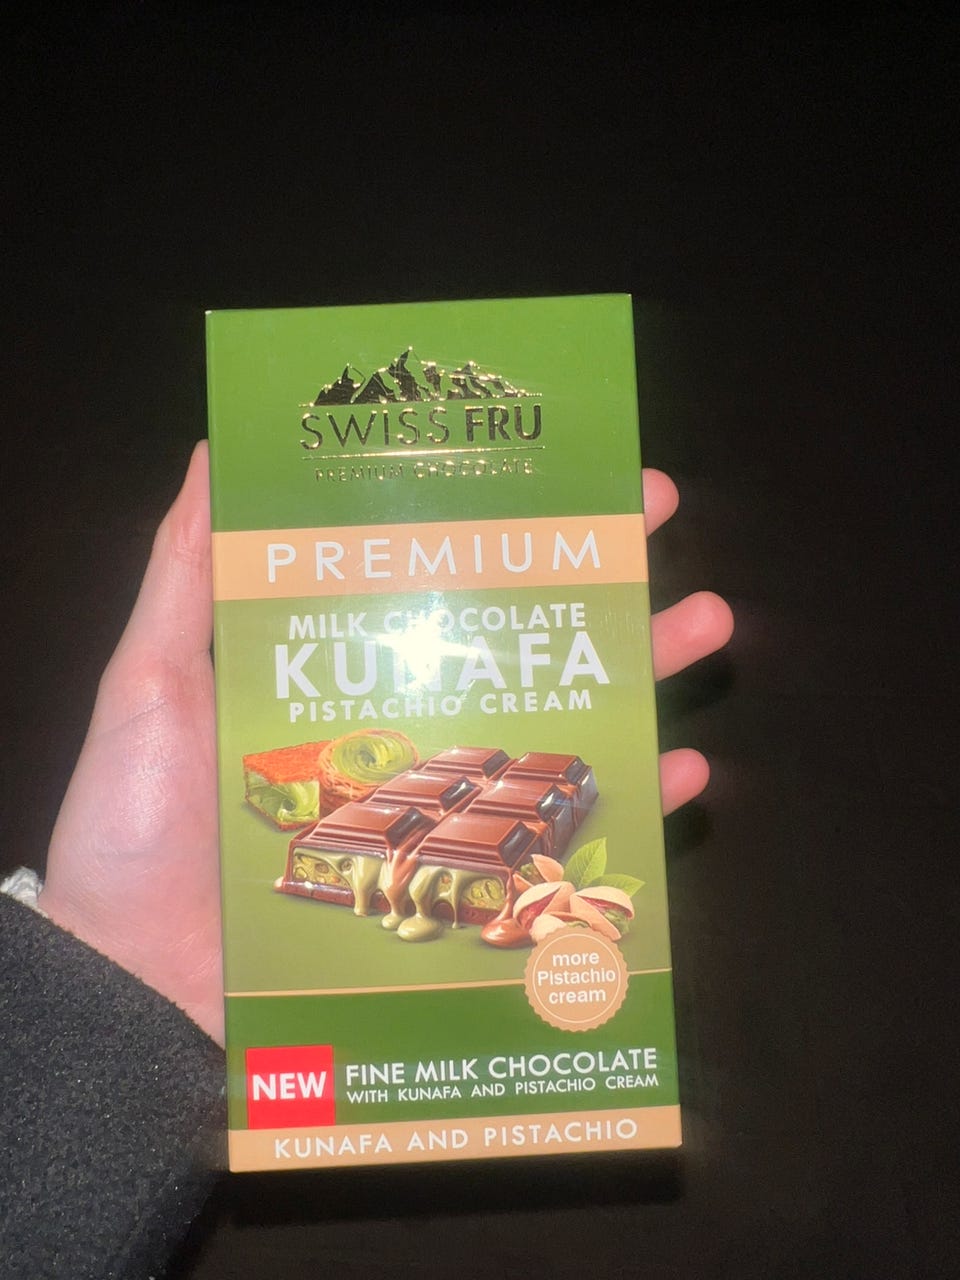 SWISS FRU
PREMIUM CHOCOLATE
PREMIUM
MILK CHOCOLATE
KUNAFA
PISTACHIO CREAM
more
Pistachio
cream
NEW
FINE MILK CHOCOLATE
WITH KUNAFA AND PISTACHIO CREAM
KUNAFA AND PISTACHIO